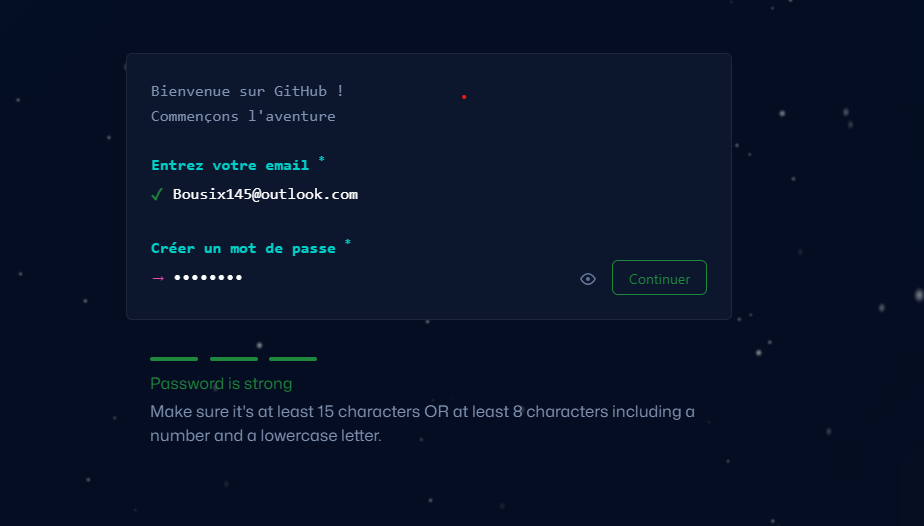 Bienvenue sur GitHub !
Commençons l'aventure
Entrez votre email *
✓ Bousix145@outlook.com
Créer un mot de passe *
→ ••••••••
Continuer
Password is strong
Make sure it's at least 15 characters OR at least 8 characters including a
number and a lowercase letter.